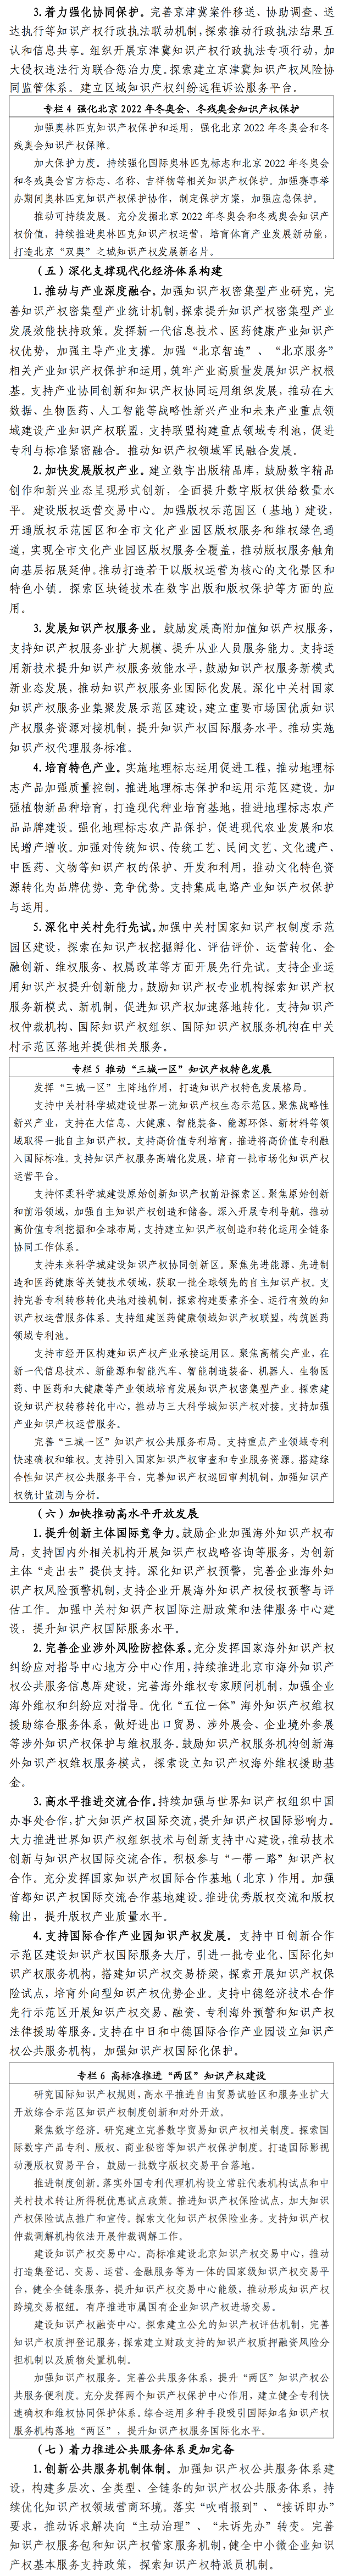 3. 着力强化协同保护。完善京津冀案件移送、协助调查、送
达执行等知识产权行政执法联动机制，探索推动行政执法结果互
认和信息共享。组织开展京津冀知识产权行政执法专项行动，加
大侵权违法行为联合惩治力度。探索建立京津冀知识产权风险协
同监管体系。建立区域知识产权纠纷远程诉讼服务平台。
专栏 4 强化北京 2022 年冬奥会、冬残奥会知识产权保护
加强奥林匹克知识产权保护和运用，强化北京 2022 年冬奥会和冬
残奥会知识产权保障。
加大保护力度。持续强化国际奥林匹克标志和北京 2022 年冬奥会
和冬残奥会官方标志、名称、吉祥物等相关知识产权保护。加强赛事举
办期间奥林匹克知识产权保护协作，制定保护方案，加强应急保护。
推动可持续发展。充分发掘北京 2022 年冬奥会和冬残奥会知识产
权价值，持续推进奥林匹克知识产权运营，培育体育产业发展新动能，
打造北京“双奥”之城知识产权发展新名片。
（五）深化支撑现代化经济体系构建
1. 推动与产业深度融合。加强知识产权密集型产业研究，完
善知识产权密集型产业统计机制，探索提升知识产权密集型产业
发展效能扶持政策。发挥新一代信息技术、医药健康产业知识产
权优势，加强主导产业支撑。加强“北京智造”、“北京服务”
相关产业知识产权保护和运用，筑牢产业高质量发展知识产权根
基。支持产业协同创新和知识产权协同运用组织发展，推动在大
数据、生物医药、人工智能等战略性新兴产业和未来产业重点领
域建设产业知识产权联盟，支持联盟构建重点领域专利池，促进
专利与标准紧密融合。推动知识产权领域军民融合发展。
2. 加快发展版权产业。建立数字出版精品库，鼓励数字精品
创作和新兴业态呈现形式创新，全面提升数字版权供给数量水
平。建设版权运营交易中心。加强版权示范园区（基地）建设，
开通版权示范园区和全市文化产业园区版权服务和维权绿色通
道，实现全市文化产业园区版权服务全覆盖，推动版权服务触角
向基层拓展延伸。推动打造若干以版权运营为核心的文化景区和
特色小镇。探索区块链技术在数字出版和版权保护等方面的应
用。
3. 发展知识产权服务业。鼓励发展高附加值知识产权服务，
支持知识产权服务业扩大规模、提升从业人员服务能力。支持运
用新技术提升知识产权服务效能水平，鼓励知识产权服务新模式
新业态发展，推动知识产权服务业国际化发展。深化中关村国家
知识产权服务业集聚发展示范区建设，建立重要市场国优质知识
产权服务资源对接机制，提升知识产权国际服务水平。推动实施
知识产权代理服务标准。
4. 培育特色产业。实施地理标志运用促进工程，推动地理标
志产品加强质量控制，推进地理标志保护和运用示范区建设。加
强植物新品种培育，打造现代种业培育基地，推进地理标志农产
品品牌建设。强化地理标志农产品保护，促进现代农业发展和农
民增产增收。加强对传统知识、传统工艺、民间文艺、文化遗产、
中医药、文物等知识产权的保护、开发和利用，推动文化特色资
源转化为品牌优势、竞争优势。支持集成电路产业知识产权保护
与运用。
5. 深化中关村先行先试。加强中关村国家知识产权制度示范
园区建设，探索在知识产权挖掘孵化、评估评价、运营转化、金
融创新、维权服务、权属改革等方面开展先行先试。支持企业运
用知识产权提升创新能力，鼓励知识产权专业机构探索知识产权
服务新模式、新机制，促进知识产权加速落地转化。支持知识产
权仲裁机构、国际知识产权组织、国际知识产权服务机构在中关
村示范区落地并提供相关服务。
专栏 5 推动“三城一区”知识产权特色发展
发挥“三城一区”主阵地作用，打造知识产权特色发展格局。
支持中关村科学城建设世界一流知识产权生态示范区。聚焦战略性
新兴产业，支持在大信息、大健康、智能装备、能源环保、新材料等领
域取得一批自主知识产权。支持高价值专利培育，推进将高价值专利融
入国际标准。支持知识产权服务高端化发展，培育一批市场化知识产权
运营平台。
支持怀柔科学城建设原始创新知识产权前沿探索区。聚焦原始创新
和前沿领域，加强自主知识产权创造和储备。深入开展专利导航，推动
高价值专利挖掘和全球布局，支持建立知识产权创造和转化运用全链条
协同工作体系。
支持未来科学城建设知识产权协同创新区。聚焦先进能源、先进制
造和医药健康等关键技术领域，获取一批全球领先的自主知识产权。支
持完善专利转移转化央地对接机制，探索构建要素齐全、运行有效的知
识产权运营服务体系。支持组建医药健康领域知识产权联盟，构筑医药
领域专利池。
支持市经开区构建知识产权产业承接运用区。聚焦高精尖产业，在
新一代信息技术、新能源和智能汽车、智能制造装备、机器人、生物医
药、中医药和大健康等产业领域培育发展知识产权密集型产业。探索建
设知识产权转移转化中心，推动与三大科学城知识产权对接。支持加强
产业知识产权运营服务。
完善“三城一区”知识产权公共服务布局。支持重点产业领域专利
快速确权和维权。支持引入国家知识产权审查和专业服务资源。搭建综
合性知识产权公共服务平台，完善知识产权巡回审判机制，加强知识产
权统计监测与分析。
（六）加快推动高水平开放发展
1. 提升创新主体国际竞争力。鼓励企业加强海外知识产权布
局，支持国内外相关机构开展知识产权战略咨询等服务，为创新
主体“走出去”提供支持。深化知识产权预警，完善企业海外知
识产权风险预警机制，支持企业开展海外知识产权侵权预警与评
估工作。加强中关村知识产权国际注册政策和法律服务中心建
设，提升知识产权国际服务水平。
2. 完善企业涉外风险防控体系。充分发挥国家海外知识产权
纠纷应对指导中心地方分中心作用，持续推进北京市海外知识产
权公共服务信息库建设，完善海外维权专家顾问机制，加强企业
海外维权和纠纷应对指导。优化“五位一体”海外知识产权维权
援助综合服务体系，做好进出口贸易、涉外展会、企业境外参展
等涉外知识产权保护与维权服务。鼓励知识产权服务机构创新海
外知识产权维权服务模式，探索设立知识产权海外维权援助基
金。
3. 高水平推进交流合作。持续加强与世界知识产权组织中国
办事处合作，扩大知识产权国际交流，提升知识产权国际影响力。
大力推进世界知识产权组织技术与创新支持中心建设，推动技术
创新与知识产权国际交流合作。积极参与“一带一路”知识产权
合作。充分发挥国家知识产权国际合作基地（北京）作用。加强
首都知识产权国际交流合作基地建设。推进优秀版权交流和版权
输出，提升版权产业质量水平。
4. 支持国际合作产业园知识产权发展。支持中日创新合作
示范区建设知识产权国际服务大厅，引进一批专业化、国际化知
识产权服务机构，搭建知识产权交易桥梁，探索开展知识产权保
险试点，培育外向型知识产权优势企业。支持中德经济技术合作
先行示范区开展知识产权交易、融资、专利海外预警和知识产权
法律援助等服务。支持在中日和中德国际合作产业园设立知识产
权公共服务机构，加强知识产权国际化保护。
专栏 6 高标准推进“两区”知识产权建设
研究国际知识产权规则，高水平推进自由贸易试验区和服务业扩大
开放综合示范区知识产权制度创新和对外开放。
聚焦数字经济。研究建立完善数字贸易知识产权相关制度。探索国
际数字产品专利、版权、商业秘密等知识产权保护制度。打造国际影视
动漫版权贸易平台，鼓励一批数字版权交易平台落地。
推进制度创新。落实外国专利代理机构设立常驻代表机构试点和中
关村技术转让所得税优惠试点政策。推进知识产权保险试点，加大知识
产权保险试点推广和宣传。探索文化知识产权保险业务。支持知识产权
仲裁调解机构依法开展仲裁调解工作。
建设知识产权交易中心。高标准建设北京知识产权交易中心，推动
打造集登记、交易、运营、金融服务等为一体的国家级知识产权交易平
台，健全全链条服务，提升知识产权交易中心能级，推动形成知识产权
跨境交易枢纽。有序推进市属国有企业知识产权进场交易。
建设知识产权融资中心。探索建立公允的知识产权评估机制，完善
知识产权质押登记服务，探索建立财政支持的知识产权质押融资风险分
担机制以及质物处置机制。
加强知识产权服务。完善公共服务体系，提升“两区”知识产权公
共服务便利度。充分发挥两个知识产权保护中心作用，建立健全专利快
速确权和维权协同保护体系。综合运用多种手段吸引国际知名知识产权
服务机构落地“两区”，提升知识产权服务国际化水平。
（七）着力推进公共服务体系更加完备
1. 创新公共服务机制体制。加强知识产权公共服务体系建
设，构建多层次、全类型、全链条的知识产权公共服务体系，持
续优化知识产权领域营商环境。落实“吹哨报到”、“接诉即办”
要求，推动诉求解决向“主动治理”、“未诉先办”转变。完善
知识产权服务包和知识产权管家服务机制，健全中小微企业知识
产权基本服务支持政策，探索知识产权特派员机制。